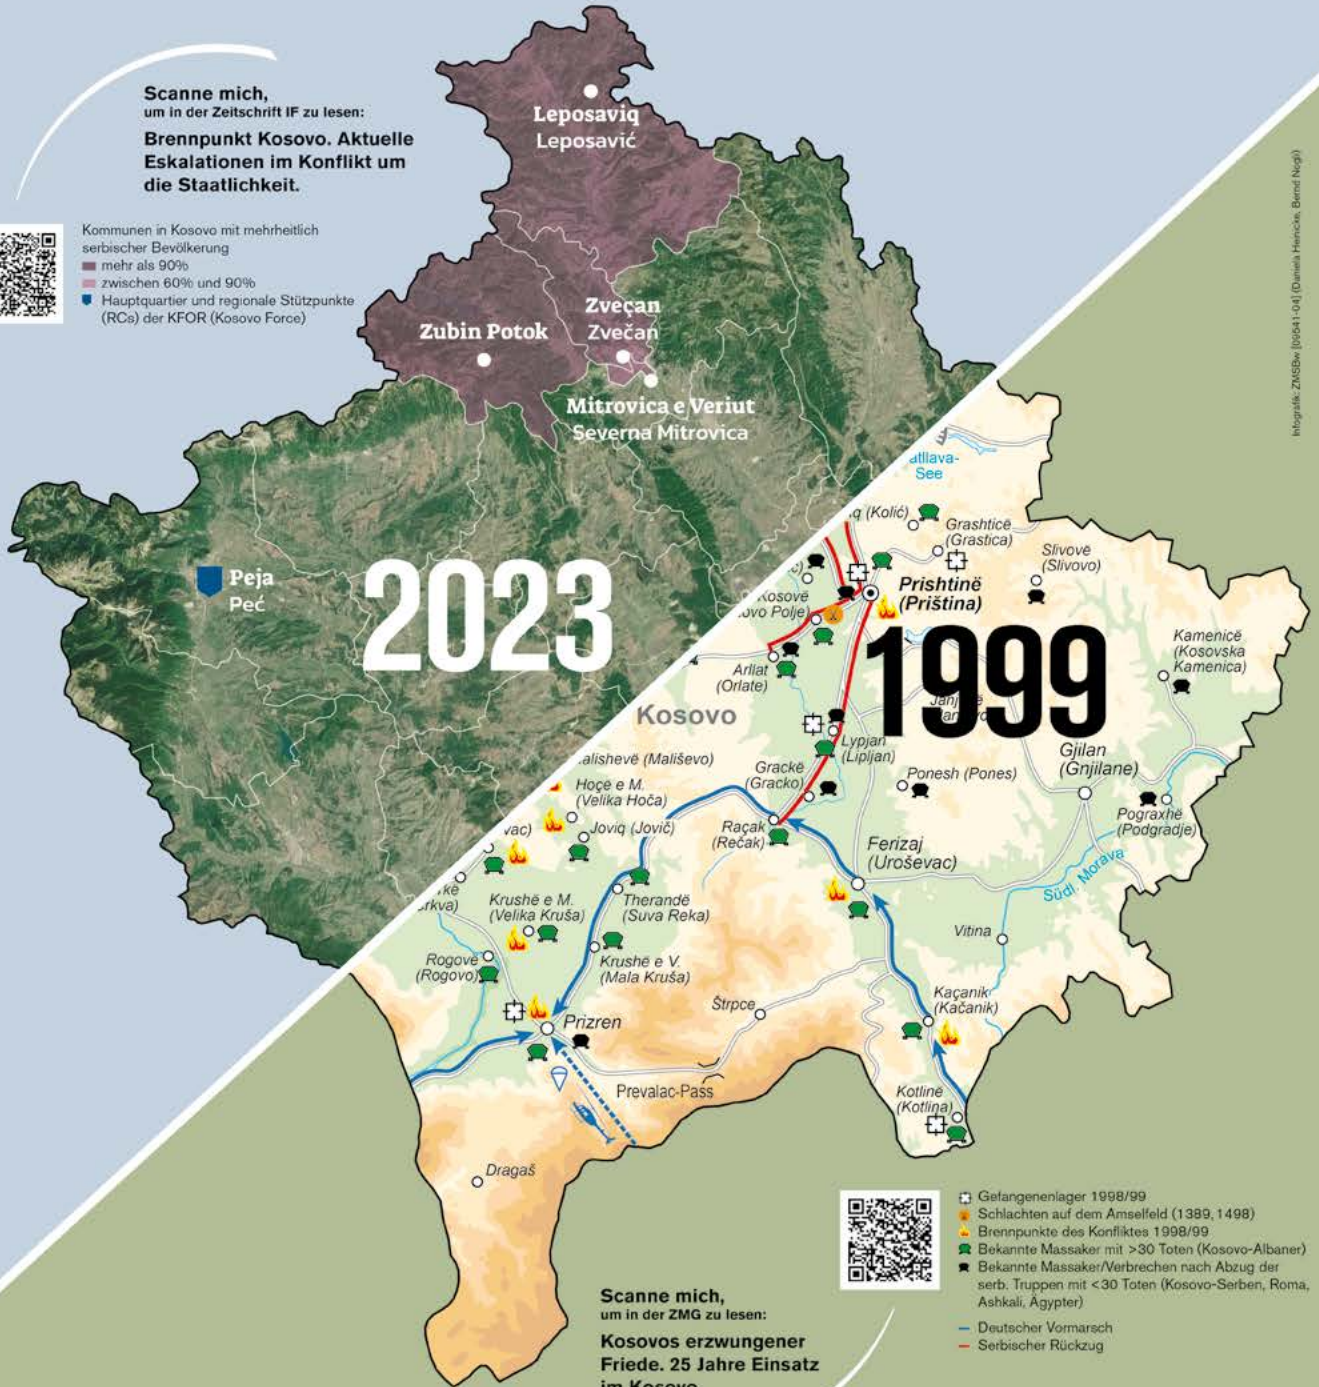 Scanne mich,
um in der Zeitschrift IF zu lesen:
Brennpunkt Kosovo. Aktuelle
Eskalationen im Konflikt um
die Staatlichkeit.
Kommunen in Kosovo mit mehrheitlich
serbischer Bevölkerung
mehr als 90%
zwischen 60% und 90%
Hauptquartier und regionale Stützpunkte
(RCs) der KFOR (Kosovo Force)
Leposaviq
Leposavić
Zveçan
Zvečan
Zubin Potok
Mitrovica e Veriut
Severna Mitrovica
Peja
Peć
2023
Infografik: ZMSBw [09541-04] (Daniela Heinicke, Bernd Nogli)
See
(Kolić)
Grashticë
(Grastica)
Slivovë
(Slivovo)
Prishtinë
(Priština)
1999
Kosovë
Polje)
Kamenicë
(Kosovska
Kamenica)
Arllat
(Orlate)
Kosovo
Lypjan
(Lipljan)
Gjilan
(Gnjilane)
(Mališevo)
Grackë
(Gracko)
Ponesh (Pones)
Hoçe e M.
(Velika Hoča)
Pograxhë
(Podgradje)
Joviq (Jovič)
Raçak
(Rečak)
Ferizaj
(Uroševac)
Südl. Morava
Krushë e M.
(Velika Kruša)
Therandë
(Suva Reka)
Vitina
Rogovë
(Rogovo)
Krushë e V.
(Mala Kruša)
Štrpce
Kaçanik
(Kačanik)
Prizren
Prevalac-Pass
Kotlinë
(Kotlina)
Dragaš
Gefangenenlager 1998/99
Schlachten auf dem Amselfeld (1389, 1498)
Brennpunkte des Konfliktes 1998/99
Bekannte Massaker mit >30 Toten (Kosovo-Albaner)
Bekannte Massaker/Verbrechen nach Abzug der
serb. Truppen mit <30 Toten (Kosovo-Serben, Roma,
Ashkali, Ägypter)
Deutscher Vormarsch
Serbischer Rückzug
Scanne mich,
um in der ZMG zu lesen:
Kosovos erzwungener
Friede. 25 Jahre Einsatz
im Kosovo